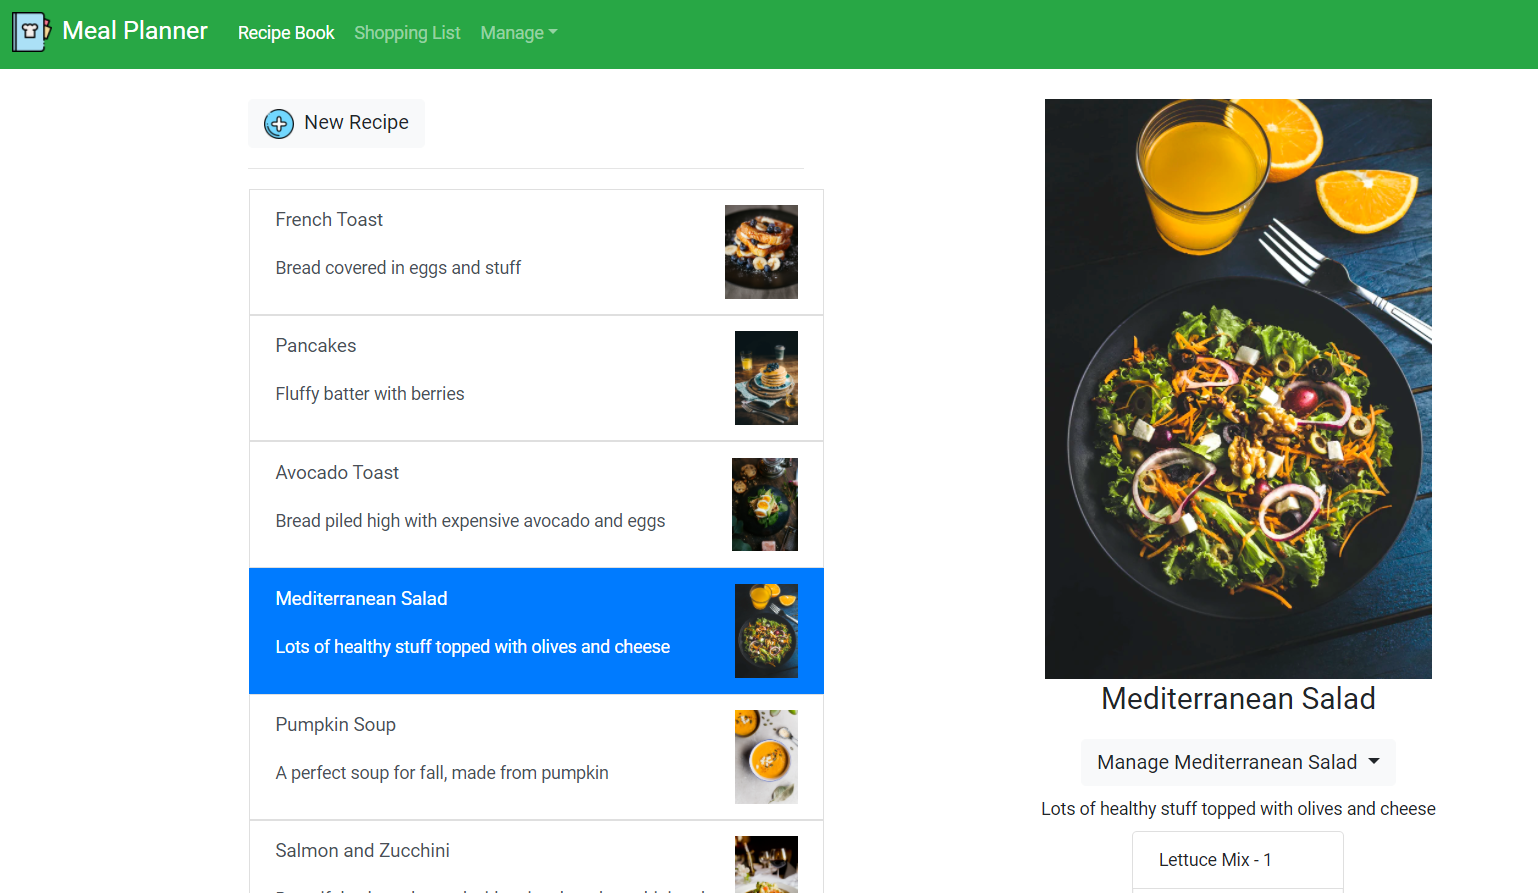 Meal Planner
Recipe Book
Shopping List
Manage
New Recipe
French Toast
Bread covered in eggs and stuff
Pancakes
Fluffy batter with berries
Avocado Toast
Bread piled high with expensive avocado and eggs
Mediterranean Salad
Lots of healthy stuff topped with olives and cheese
Pumpkin Soup
A perfect soup for fall, made from pumpkin
Salmon and Zucchini
Mediterranean Salad
Manage Mediterranean Salad
Lots of healthy stuff topped with olives and cheese
Lettuce Mix - 1